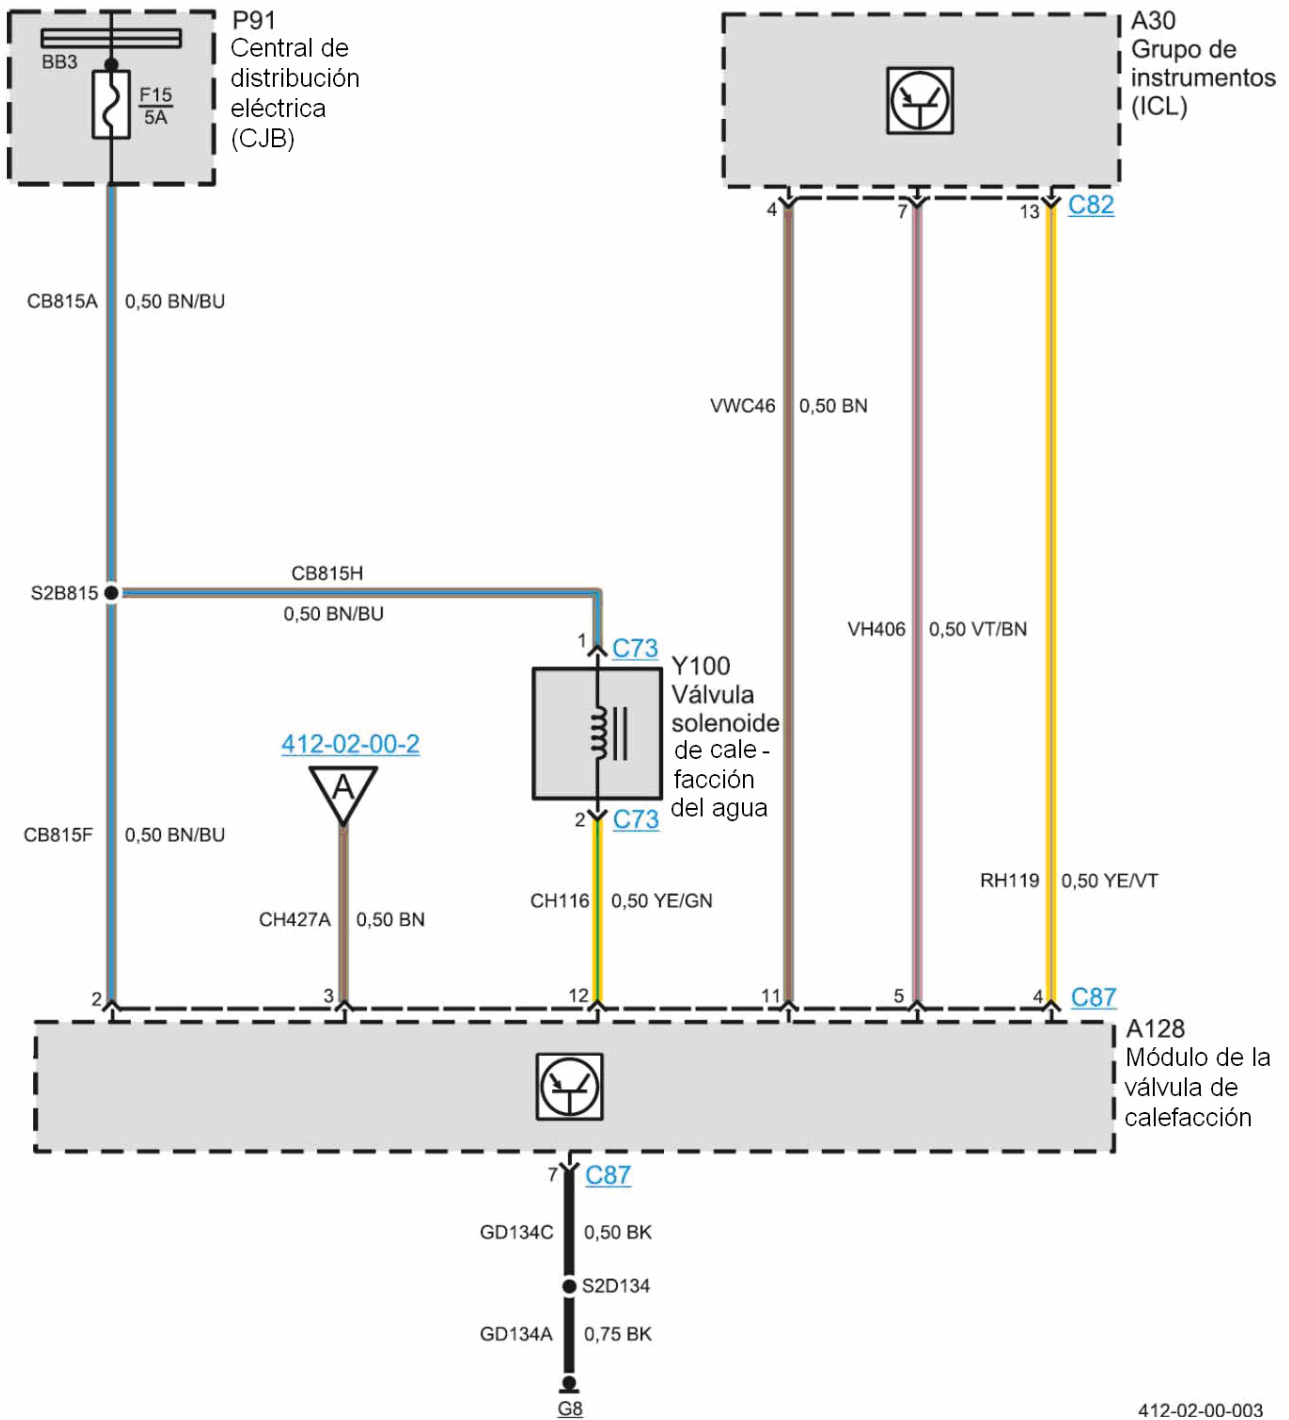 P91
Central de
distribución
eléctrica
(CJB)
BB3
F15
5A
A30
Grupo de
instrumentos
(ICL)
4
7
13
C82
CB815A
0,50 BN/BU
VWC46
0,50 BN
CB815H
S2B815
0,50 BN/BU
VH406
0,50 VT/BN
1
C73
Y100
Válvula
solenoide
de cale -
facción
del agua
412-02-00-2
A
2
C73
CB815F
0,50 BN/BU
RH119
0,50 YE/VT
CH116
0,50 YE/GN
CH427A
0,50 BN
2
3
12
11
5
4
C87
A128
Módulo de la
válvula de
calefacción
7
C87
GD134C
0,50 BK
S2D134
GD134A
0,75 BK
G8
412-02-00-003